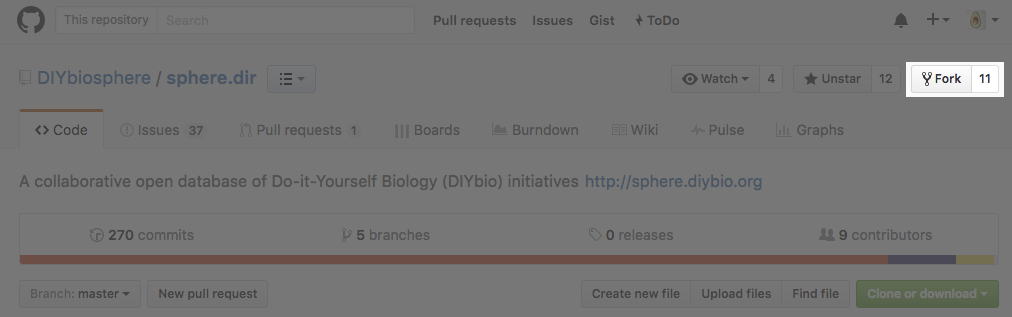 This repository Search Pull requests Issues Gist ToDo
DIYbiosphere / sphere.dir Watch 4 Unstar 12 Fork 11
Code Issues 37 Pull requests 1 Boards Burndown Wiki Pulse Graphs
A collaborative open database of Do-it-Yourself Biology (DIYbio) initiatives http://sphere.diybio.org
270 commits 5 branches 0 releases 9 contributors
Branch: master New pull request Create new file Upload files Find file Clone or download